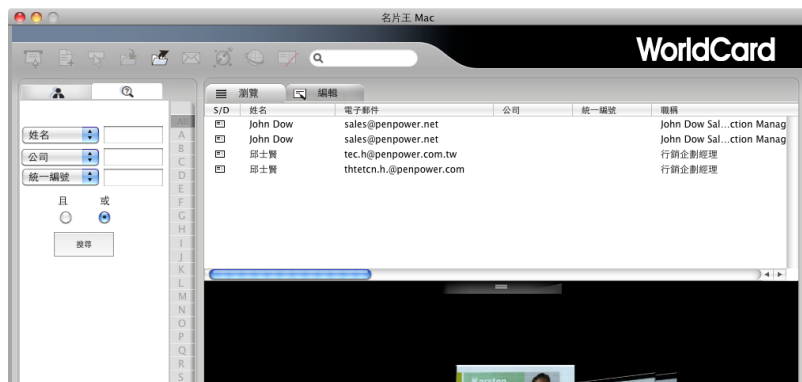 名片王 Mac
WorldCard
瀏覽 編輯
S/D 姓名 電子郵件 公司 統一編號 職稱
John Dow sales@penpower.net John Dow Sal...ction Manag
John Dow sales@penpower.net John Dow Sal...ction Manag
邱士賢 tec.h@penpower.com.tw 行銷企劃經理
邱士賢 thtetcn.h.@penpower.com 行銷企劃經理
姓名
公司
統一編號
且 或
搜尋
All
A
B
C
D
E
F
G
H
I
J
K
L
M
N
O
P
Q
R
S
Karsten